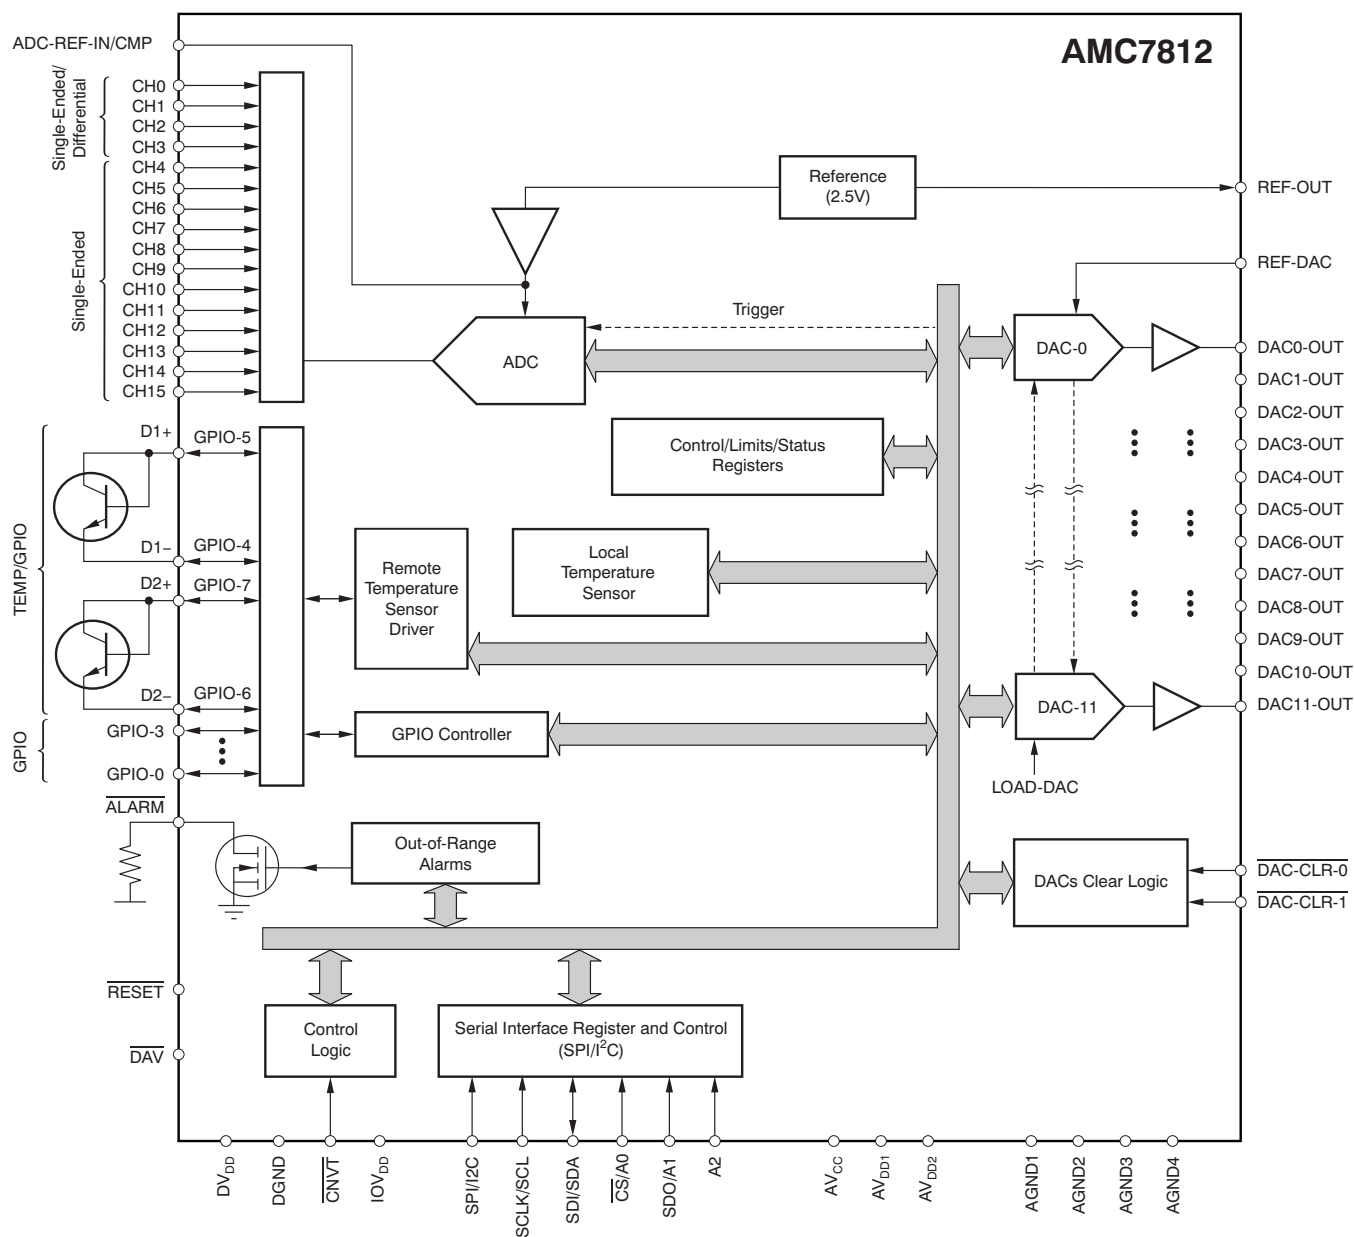 AMC7812
ADC-REF-IN/CMP
Single-Ended/
Differential
CH0
CH1
CH2
CH3
Single-Ended
CH4
CH5
CH6
CH7
CH8
CH9
CH10
CH11
CH12
CH13
CH14
CH15
Reference
(2.5V)
REF-OUT
REF-DAC
Trigger
ADC
DAC-0
DAC0-OUT
DAC1-OUT
DAC2-OUT
DAC3-OUT
DAC4-OUT
DAC5-OUT
DAC6-OUT
DAC7-OUT
DAC8-OUT
DAC9-OUT
DAC10-OUT
DAC11-OUT
DAC-11
LOAD-DAC
Control/Limits/Status
Registers
TEMP/GPIO
D1+
GPIO-5
D1−
GPIO-4
D2+
GPIO-7
D2−
GPIO-6
GPIO
GPIO-3
GPIO-0
Remote
Temperature
Sensor
Driver
Local
Temperature
Sensor
GPIO Controller
ALARM
Out-of-Range
Alarms
DACs Clear Logic
DAC-CLR-0
DAC-CLR-1
RESET
DAV
Control
Logic
Serial Interface Register and Control
(SPI/I2C)
DVDD
DGND
CNVT
IOVDD
SPI/I2C
SCLK/SCL
SDI/SDA
CS/A0
SDO/A1
A2
AVCC
AVDD1
AVDD2
AGND1
AGND2
AGND3
AGND4